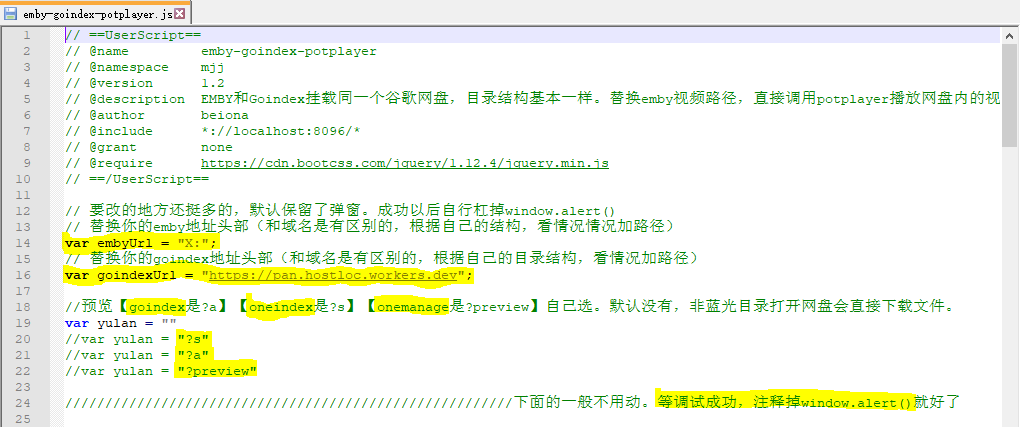 emby-goindex-potplayer.js
1 // ==UserScript==
2 // @name emby-goindex-potplayer
3 // @namespace mjj
4 // @version 1.2
5 // @description EMBY和Goindex挂载同一个谷歌网盘，目录结构基本一样。替换emby视频路径，直接调用potplayer播放网盘内的视
6 // @author beiona
7 // @include *://localhost:8096/*
8 // @grant none
9 // @require https://cdn.bootcss.com/jquery/1.12.4/jquery.min.js
10 // ==/UserScript==
11
12 // 要改的地方还挺多的，默认保留了弹窗。成功以后自行杠掉window.alert()
13 // 替换你的emby地址头部（和域名是有区别的，根据自己的结构，看情况情况加路径）
14 var embyUrl = "X:";
15 // 替换你的goindex地址头部（和域名是有区别的，根据自己的目录结构，看情况加路径）
16 var goindexUrl = "https://pan.hostloc.workers.dev";
17
18 //预览【goindex是?a】【oneindex是?s】【onemanage是?preview】自己选。默认没有，非蓝光目录打开网盘会直接下载文件。
19 var yulan = ""
20 //var yulan = "?s"
21 //var yulan = "?a"
22 //var yulan = "?preview"
23
24 ///////////////////////////////////////////////////////下面的一般不用动。等调试成功，注释掉window.alert()就好了
25